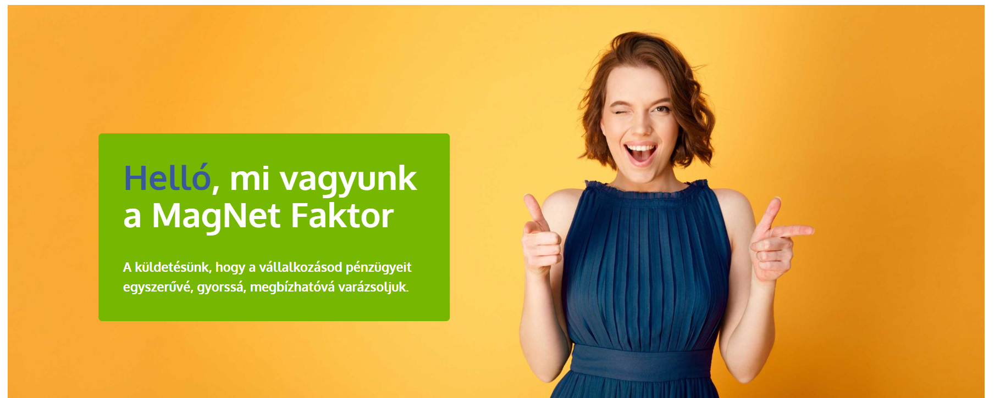 Helló, mi vagyunk
a MagNet Faktor
A küldetésünk, hogy a vállalkozásod pénzügyeit
egyszerűvé, gyorssá, megbízhatóvá varázsoljuk.